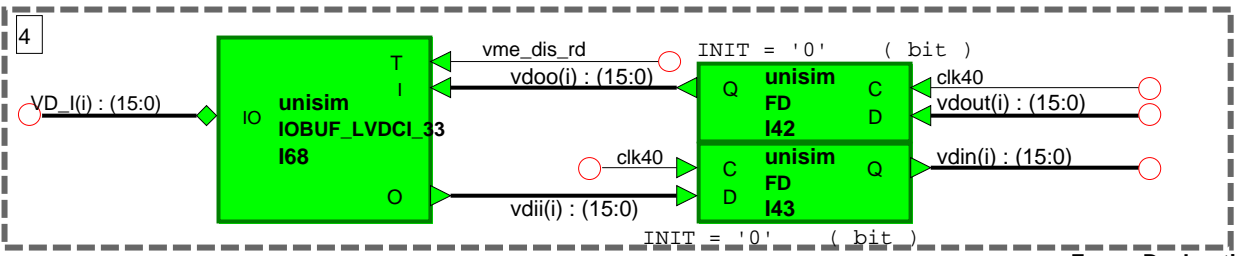 4
VD_I(i) : (15:0)
IO
unisim
IOBUF_LVDCI_33
I68
T
I
O
vme_dis_rd
vdoo(i) : (15:0)
INIT = '0' ( bit )
Q
unisim
FD
I42
C
D
clk40
vdout(i) : (15:0)
clk40
vdii(i) : (15:0)
C
D
unisim
FD
I43
Q
vdin(i) : (15:0)
INIT = '0' ( bit )